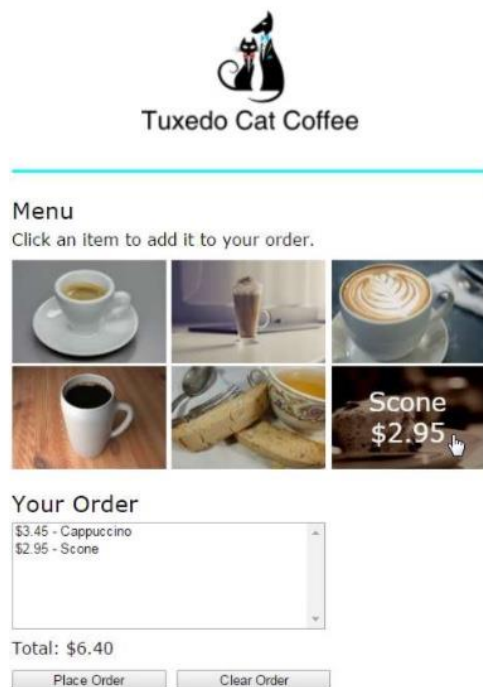 Tuxedo Cat Coffee
Menu
Click an item to add it to your order.
Scone
$2.95
Your Order
$3.45 - Cappuccino
$2.95 - Scone
Total: $6.40
Place Order
Clear Order